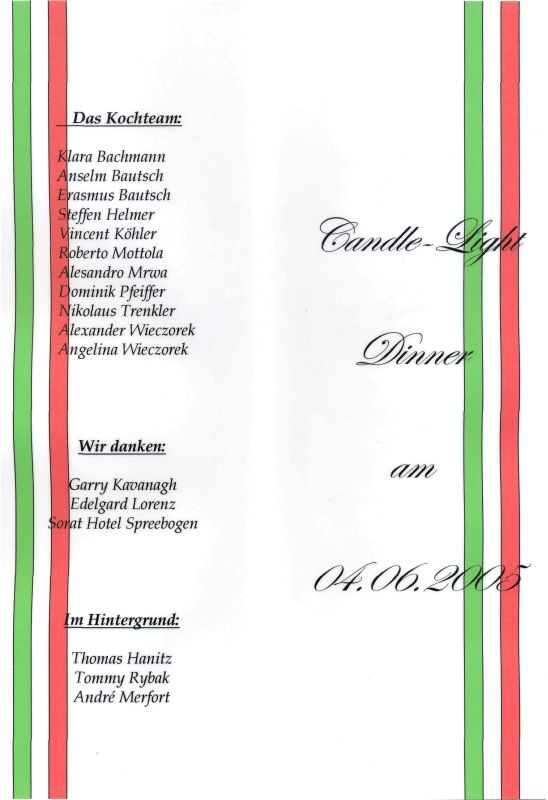 Das Kochteam:
Klara Bachmann
Anselm Bautsch
Erasmus Bautsch
Steffen Helmer
Vincent Köhler
Roberto Mottola
Alesandro Mrwa
Dominik Pfeiffer
Nikolaus Trenkler
Alexander Wieczorek
Angelina Wieczorek
Wir danken:
Garry Kavanagh
Edelgard Lorenz
Sorat Hotel Spreebogen
Im Hintergrund:
Thomas Hanitz
Tommy Rybak
André Merfort
Candle-Light
Dinner
am
04.06.2005